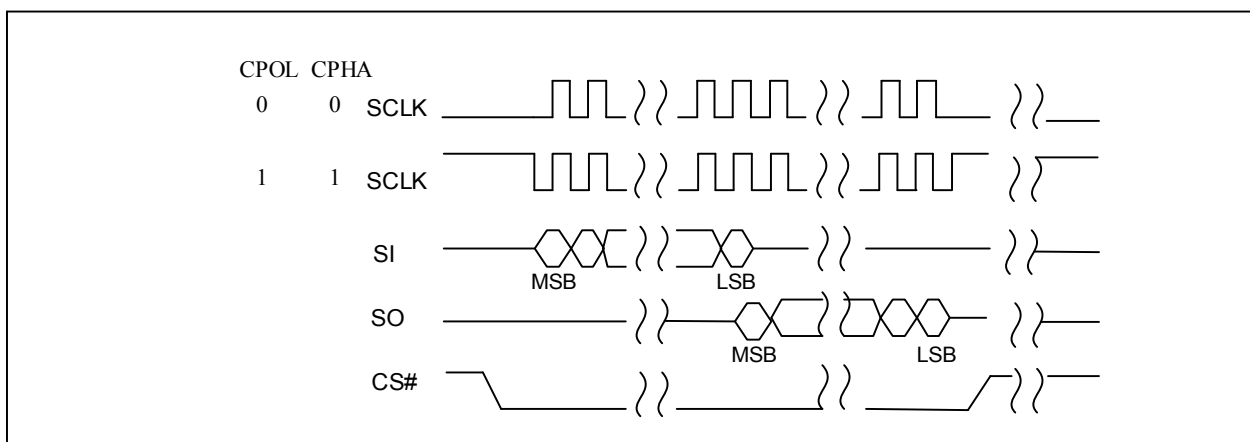 CPOL CPHA
0 0 SCLK
1 1 SCLK
SI
MSB LSB
SO
MSB LSB
CS#